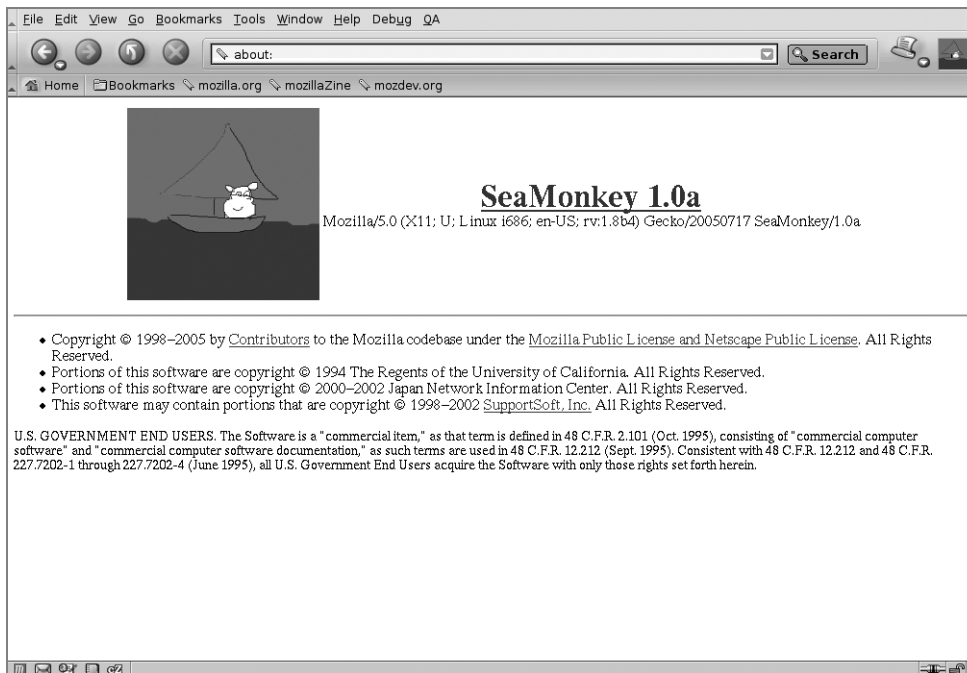 File Edit View Go Bookmarks Tools Window Help Debug QA
about:
Search
Home Bookmarks mozilla.org mozillaZine mozdev.org
SeaMonkey 1.0a
Mozilla/5.0 (X11; U; Linux i686; en-US; rv:1.8b4) Gecko/20050717 SeaMonkey/1.0a
• Copyright © 1998–2005 by Contributors to the Mozilla codebase under the Mozilla Public License and Netscape Public License. All Rights
Reserved.
• Portions of this software are copyright © 1994 The Regents of the University of California. All Rights Reserved.
• Portions of this software are copyright © 2000–2002 Japan Network Information Center. All Rights Reserved.
• This software may contain portions that are copyright © 1998–2002 SupportSoft, Inc. All Rights Reserved.
U.S. GOVERNMENT END USERS. The Software is a "commercial item," as that term is defined in 48 C.F.R. 2.101 (Oct. 1995), consisting of "commercial computer
software" and "commercial computer software documentation," as such terms are used in 48 C.F.R. 12.212 (Sept. 1995). Consistent with 48 C.F.R. 12.212 and 48 C.F.R.
227.7202-1 through 227.7202-4 (June 1995), all U.S. Government End Users acquire the Software with only those rights set forth herein.